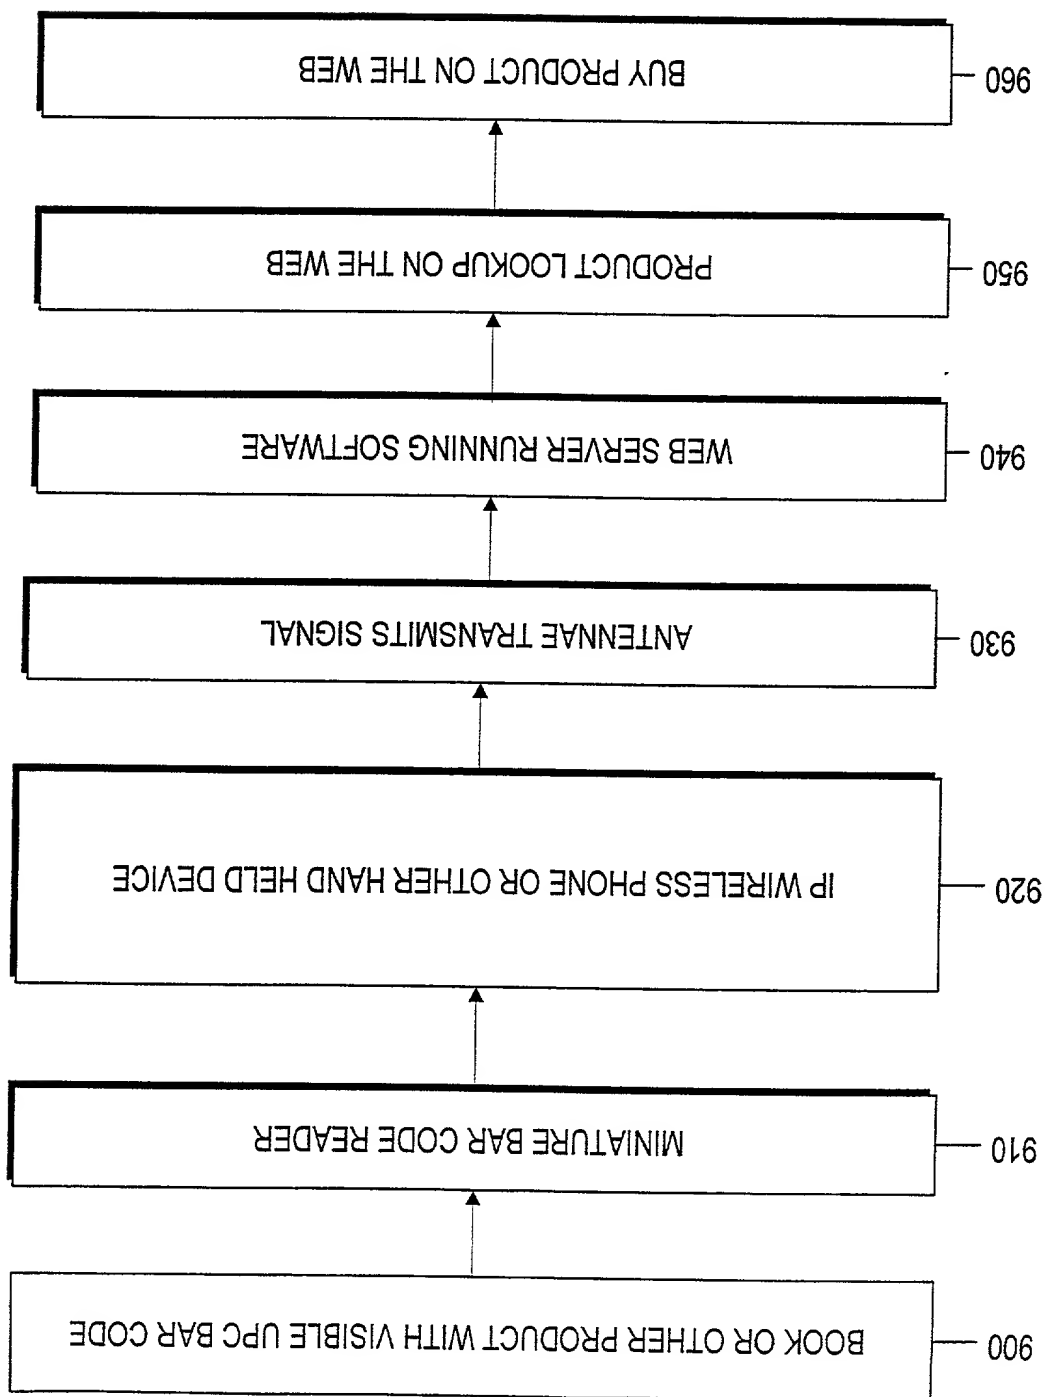 900
BOOK OR OTHER PRODUCT WITH VISIBLE UPC BAR CODE
910
MINIATURE BAR CODE READER
920
IP WIRELESS PHONE OR OTHER HAND HELD DEVICE
930
ANTENNAE TRANSMITS SIGNAL
940
WEB SERVER RUNNING SOFTWARE
950
PRODUCT LOOKUP ON THE WEB
960
BUY PRODUCT ON THE WEB